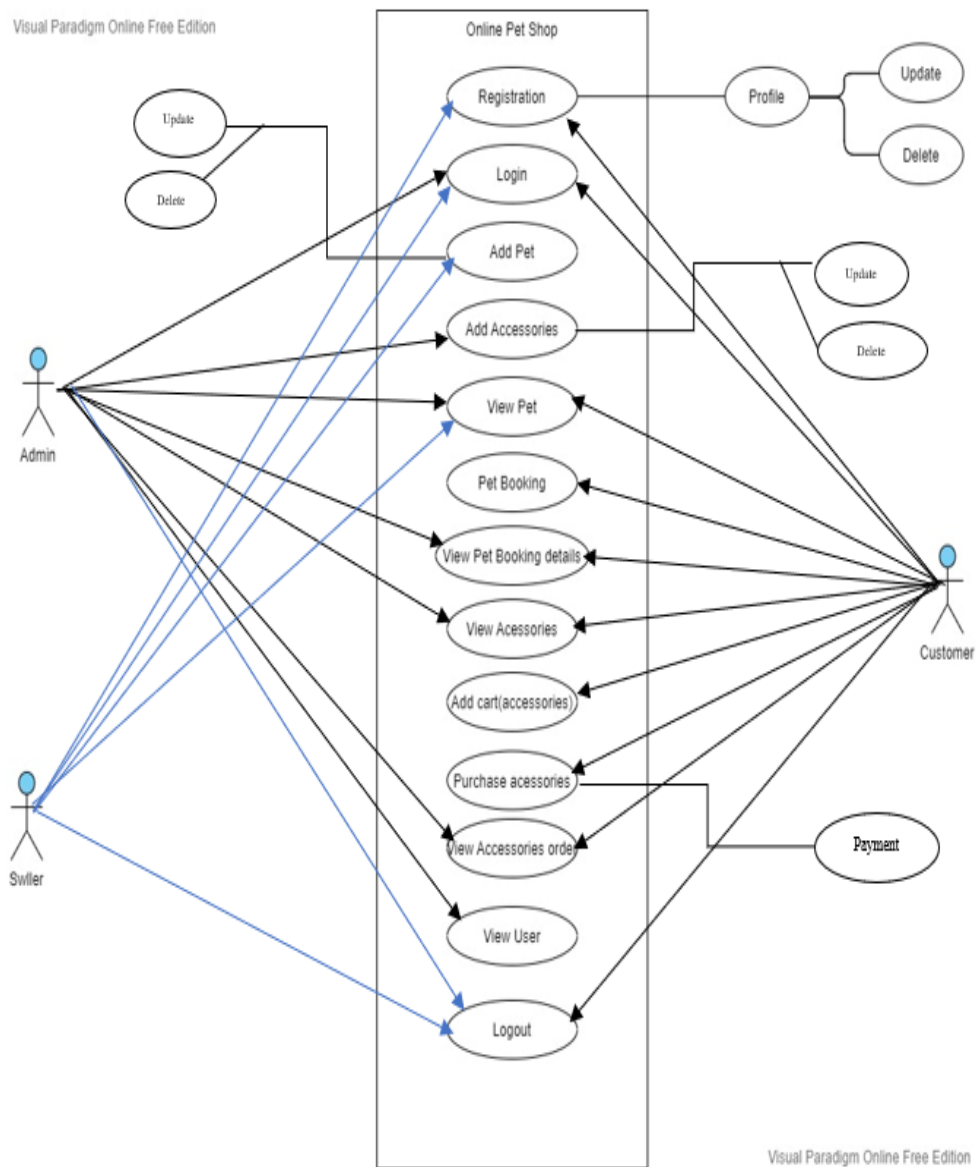 Visual Paradigm Online Free Edition
Online Pet Shop
Registration
Profile
Update
Delete
Update
Delete
Login
Add Pet
Add Accessories
Update
Delete
View Pet
Admin
Pet Booking
View Pet Booking details
View Acessories
Customer
Add cart(accessories)
Purchase acessories
Swller
View Accessories order
Payment
View User
Logout
Visual Paradigm Online Free Edition